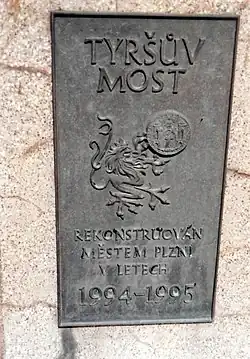 TYRŠŮV
MOST
REKONSTRUOVÁN
MĚSTEM PLZNÍ
V LETECH
1994-1995